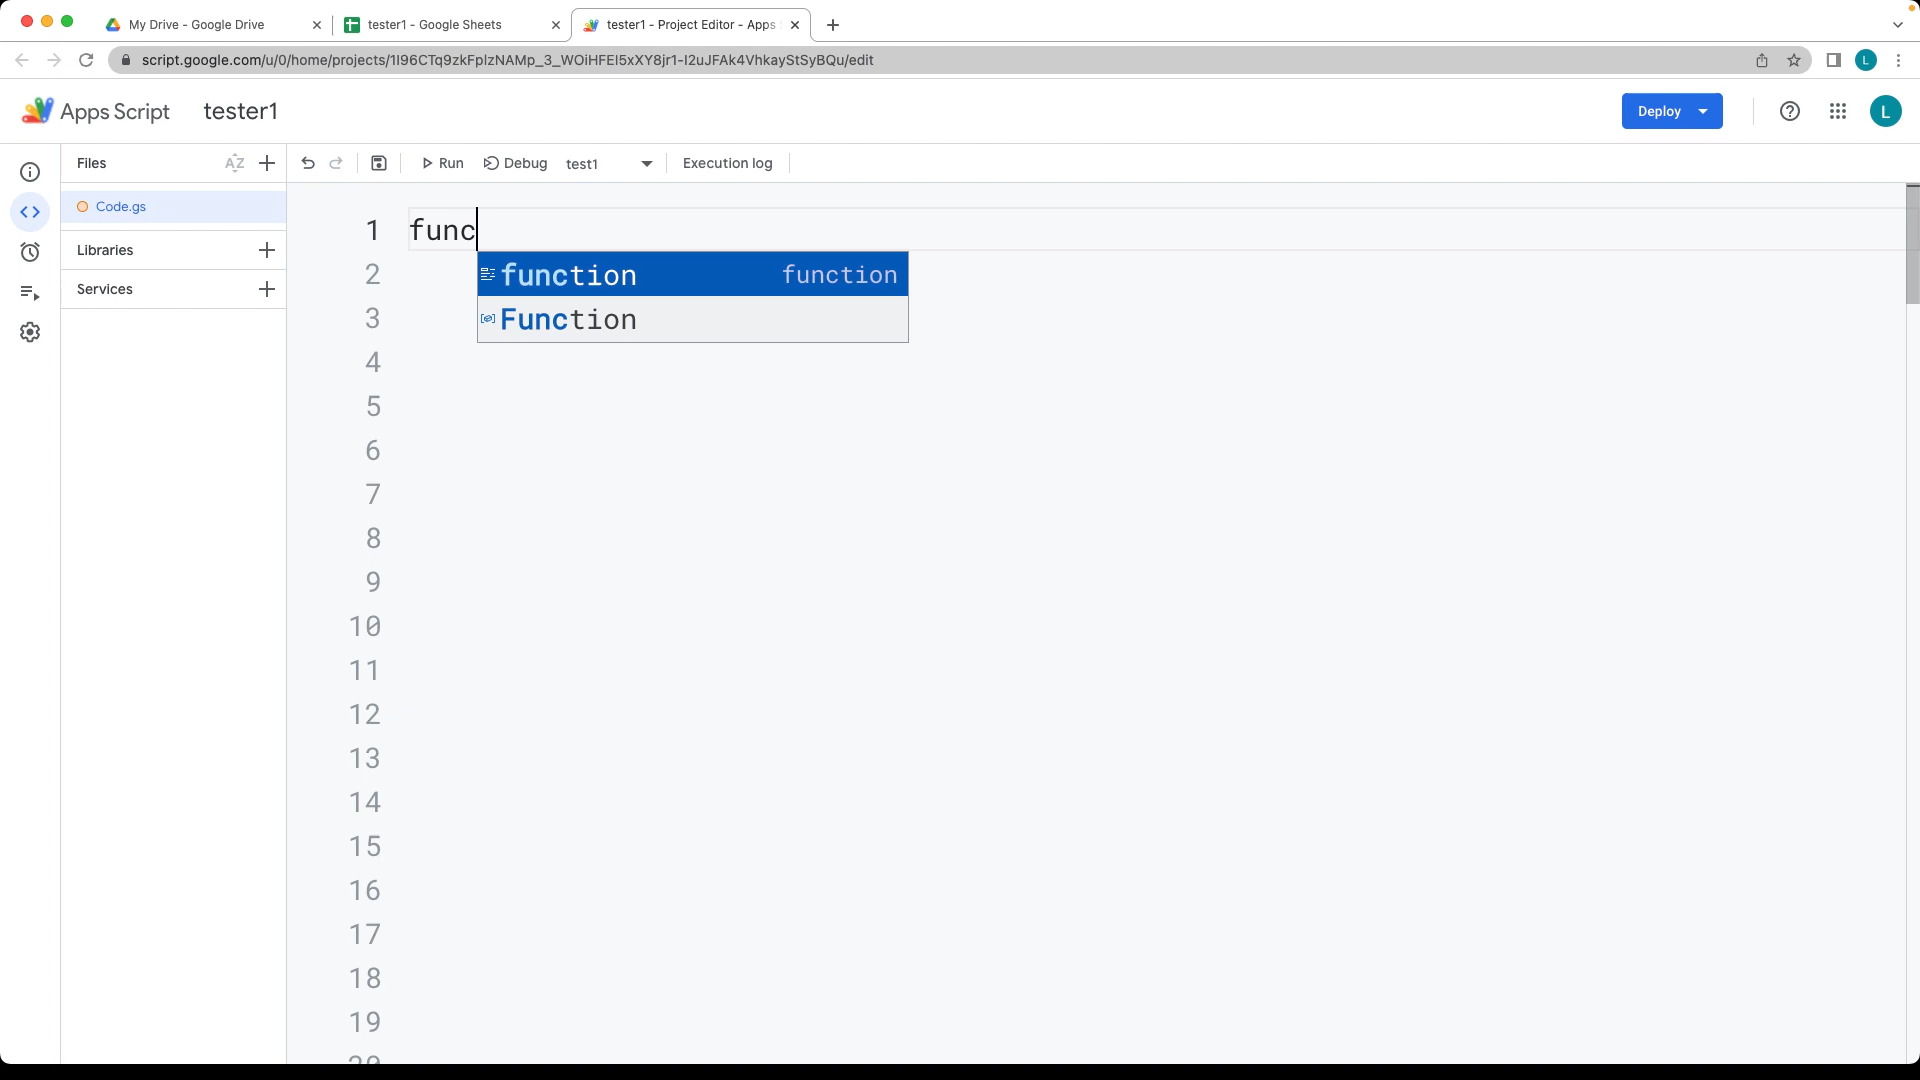 My Drive - Google Drive
tester1 - Google Sheets
tester1 - Project Editor - Apps
script.google.com/u/0/home/projects/1I96CTq9zkFplzNAMp_3_WOiHFEI5xXY8jr1-I2uJFAk4VhkayStSyBQu/edit
L
Apps Script
tester1
Deploy
L
Files
AZ
Run
Debug
test1
Execution log
Code.gs
Libraries
Services
1 func
function function
Function
2
3
4
5
6
7
8
9
10
11
12
13
14
15
16
17
18
19
20